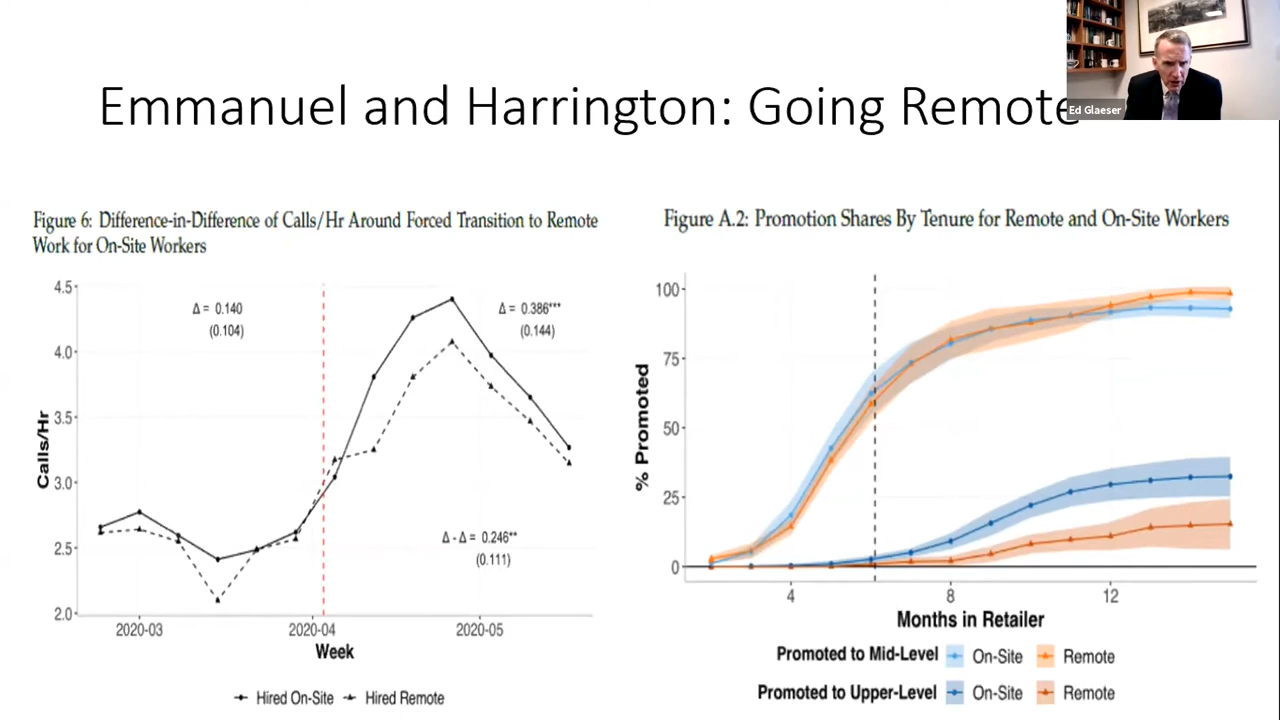 Emmanuel and Harrington: Going Remote
Ed Glaeser
Figure 6: Difference-in-Difference of Calls/Hr Around Forced Transition to Remote
Work for On-Site Workers
4.5
4.0
3.5
3.0
2.5
2.0
Calls/Hr
Δ = 0.140
(0.104)
Δ = 0.386***
(0.144)
Δ - Δ = 0.246**
(0.111)
2020-03
2020-04
2020-05
Week
Hired On-Site Hired Remote
Figure A.2: Promotion Shares By Tenure for Remote and On-Site Workers
100
75
50
25
0
% Promoted
4
8
12
Months in Retailer
Promoted to Mid-Level On-Site Remote
Promoted to Upper-Level On-Site Remote